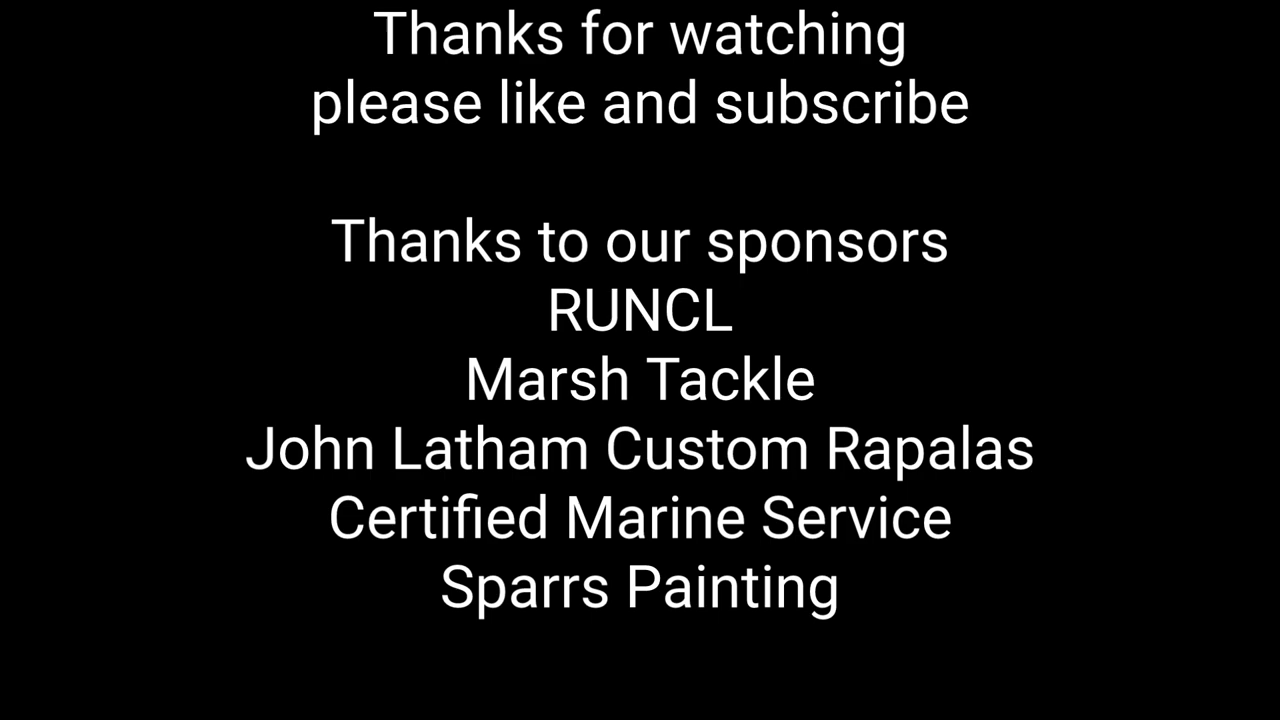 Thanks for watching
please like and subscribe
Thanks to our sponsors
RUNCL
Marsh Tackle
John Latham Custom Rapalas
Certified Marine Service
Sparrs Painting